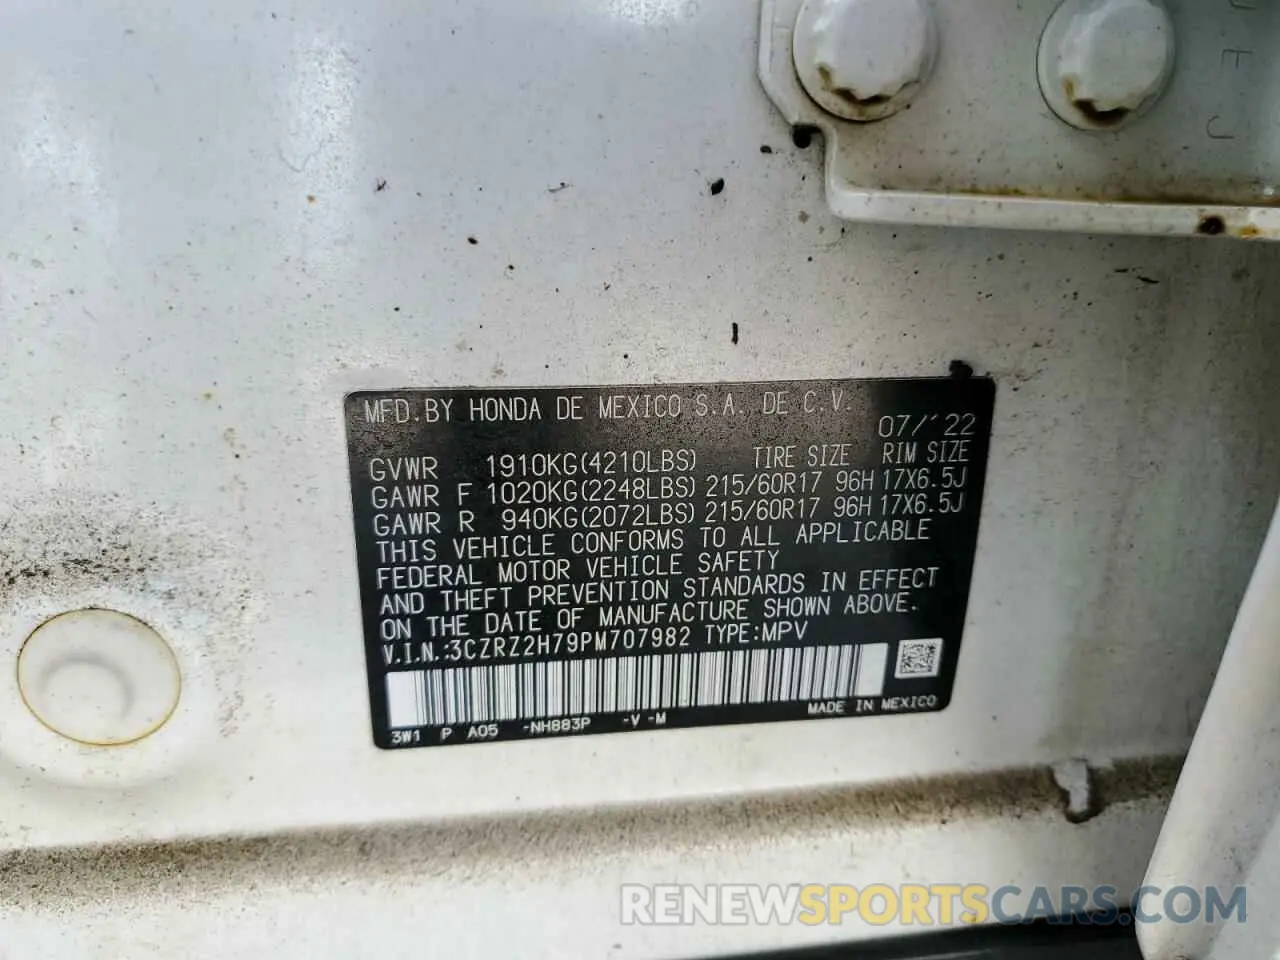 MFD.BY HONDA DE MEXICO S.A. DE C.V.
07/'22
GVWR 1910KG(4210LBS) TIRE SIZE RIM SIZE
GAWR F 1020KG(2248LBS) 215/60R17 96H 17X6.5J
GAWR R 940KG(2072LBS) 215/60R17 96H 17X6.5J
THIS VEHICLE CONFORMS TO ALL APPLICABLE
FEDERAL MOTOR VEHICLE SAFETY
AND THEFT PREVENTION STANDARDS IN EFFECT
ON THE DATE OF MANUFACTURE SHOWN ABOVE.
V.I.N.:3CZRZ2H79PM707982 TYPE:MPV
3W1 P A05 -NH883P -V -M MADE IN MEXICO
RENEWSPORTSCARS.COM